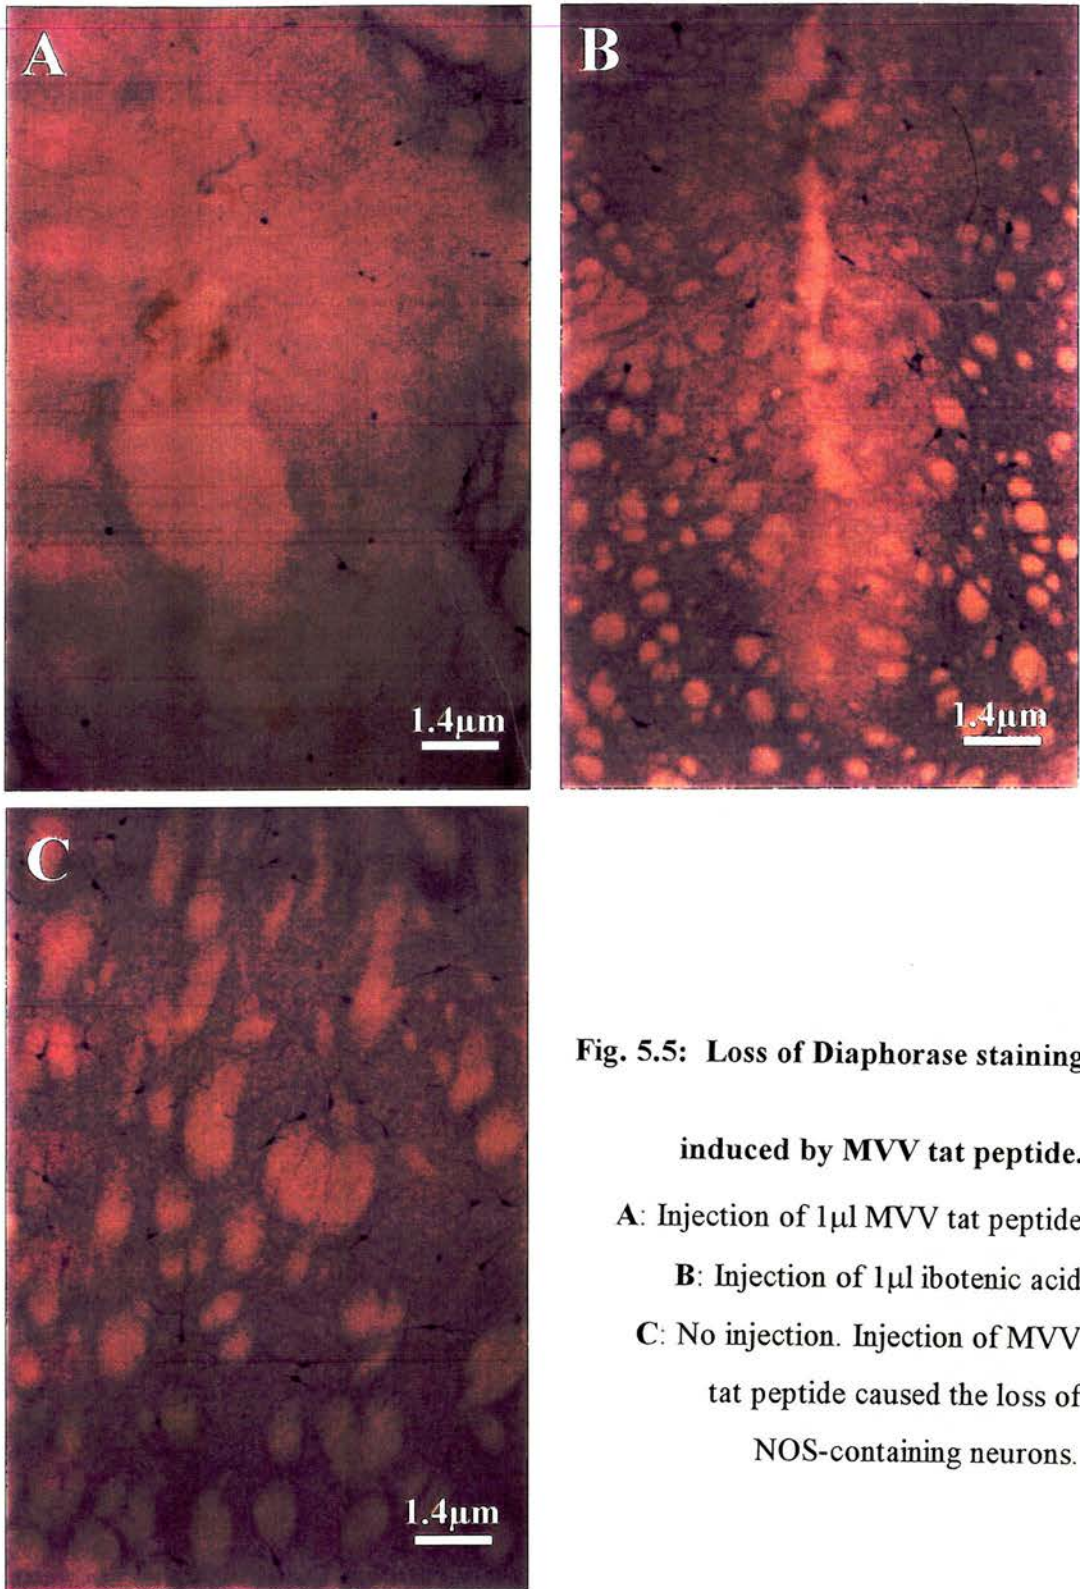 A
B
1.4μm
1.4μm
C
1.4μm
Fig. 5.5: Loss of Diaphorase staining
induced by MVV tat peptide.
A: Injection of 1μl MVV tat peptide
B: Injection of 1μl ibotenic acid
C: No injection. Injection of MVV
tat peptide caused the loss of
NOS-containing neurons.